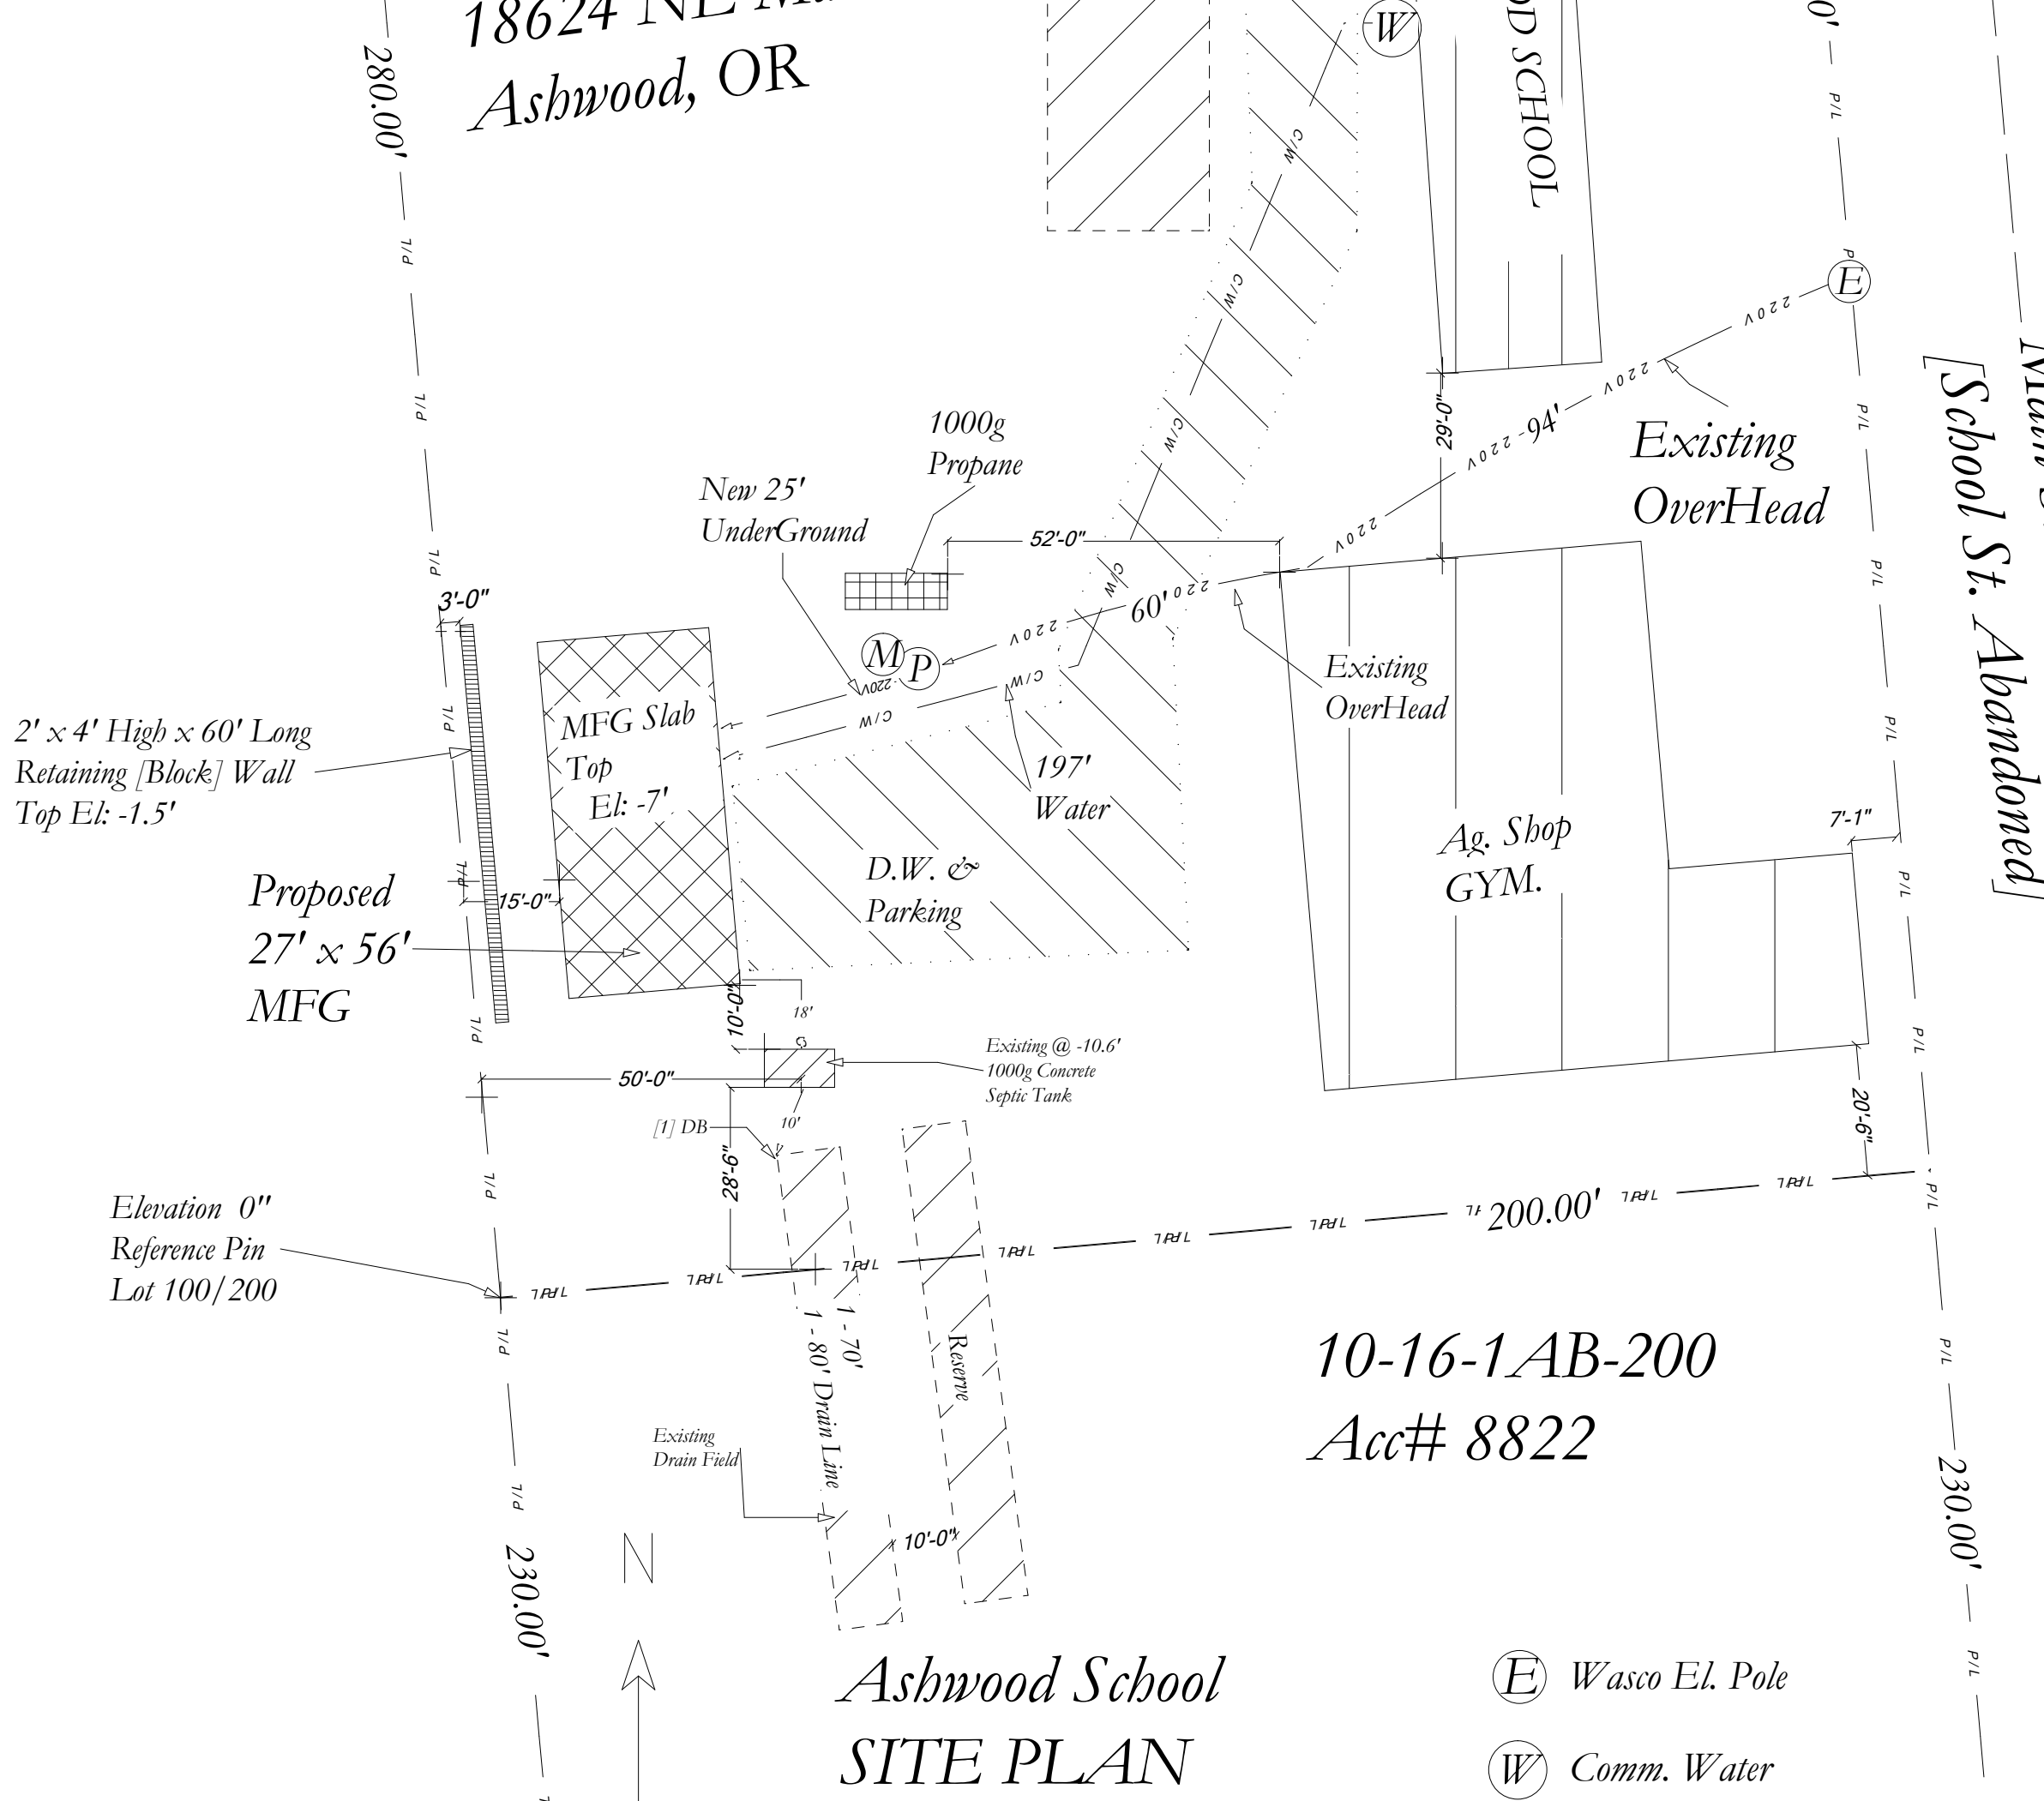 18624 NE
Ashwood, OR
280.00'
W
SCHOOL
P/L
C/W
E
220V
94'
Existing
OverHead
[School St. Abandoned]
29'-0"
1000g
Propane
New 25'
UnderGround
52'-0"
60'
220V
C/W
3'-0"
M
P
Existing
OverHead
MFG Slab
Top
El: -7'
2' x 4' High x 60' Long
Retaining [Block] Wall
Top El: -1.5'
197'
Water
Ag. Shop
GYM.
7'-1"
D.W. &
Parking
Proposed
27' x 56'
MFG
15'-0"
10'-0"
18'
Existing @ -10.6'
1000g Concrete
Septic Tank
50'-0"
10'
[1] DB
28'-9"
20'-6"
Elevation 0"
Reference Pin
Lot 100/200
200.00'
1 - 70'
1 - 80' Drain Line
Reserve
10-16-1AB-200
Acc# 8822
Existing
Drain Field
10'-0"
230.00'
230.00'
N
Ashwood School
SITE PLAN
E Wasco El. Pole
W Comm. Water